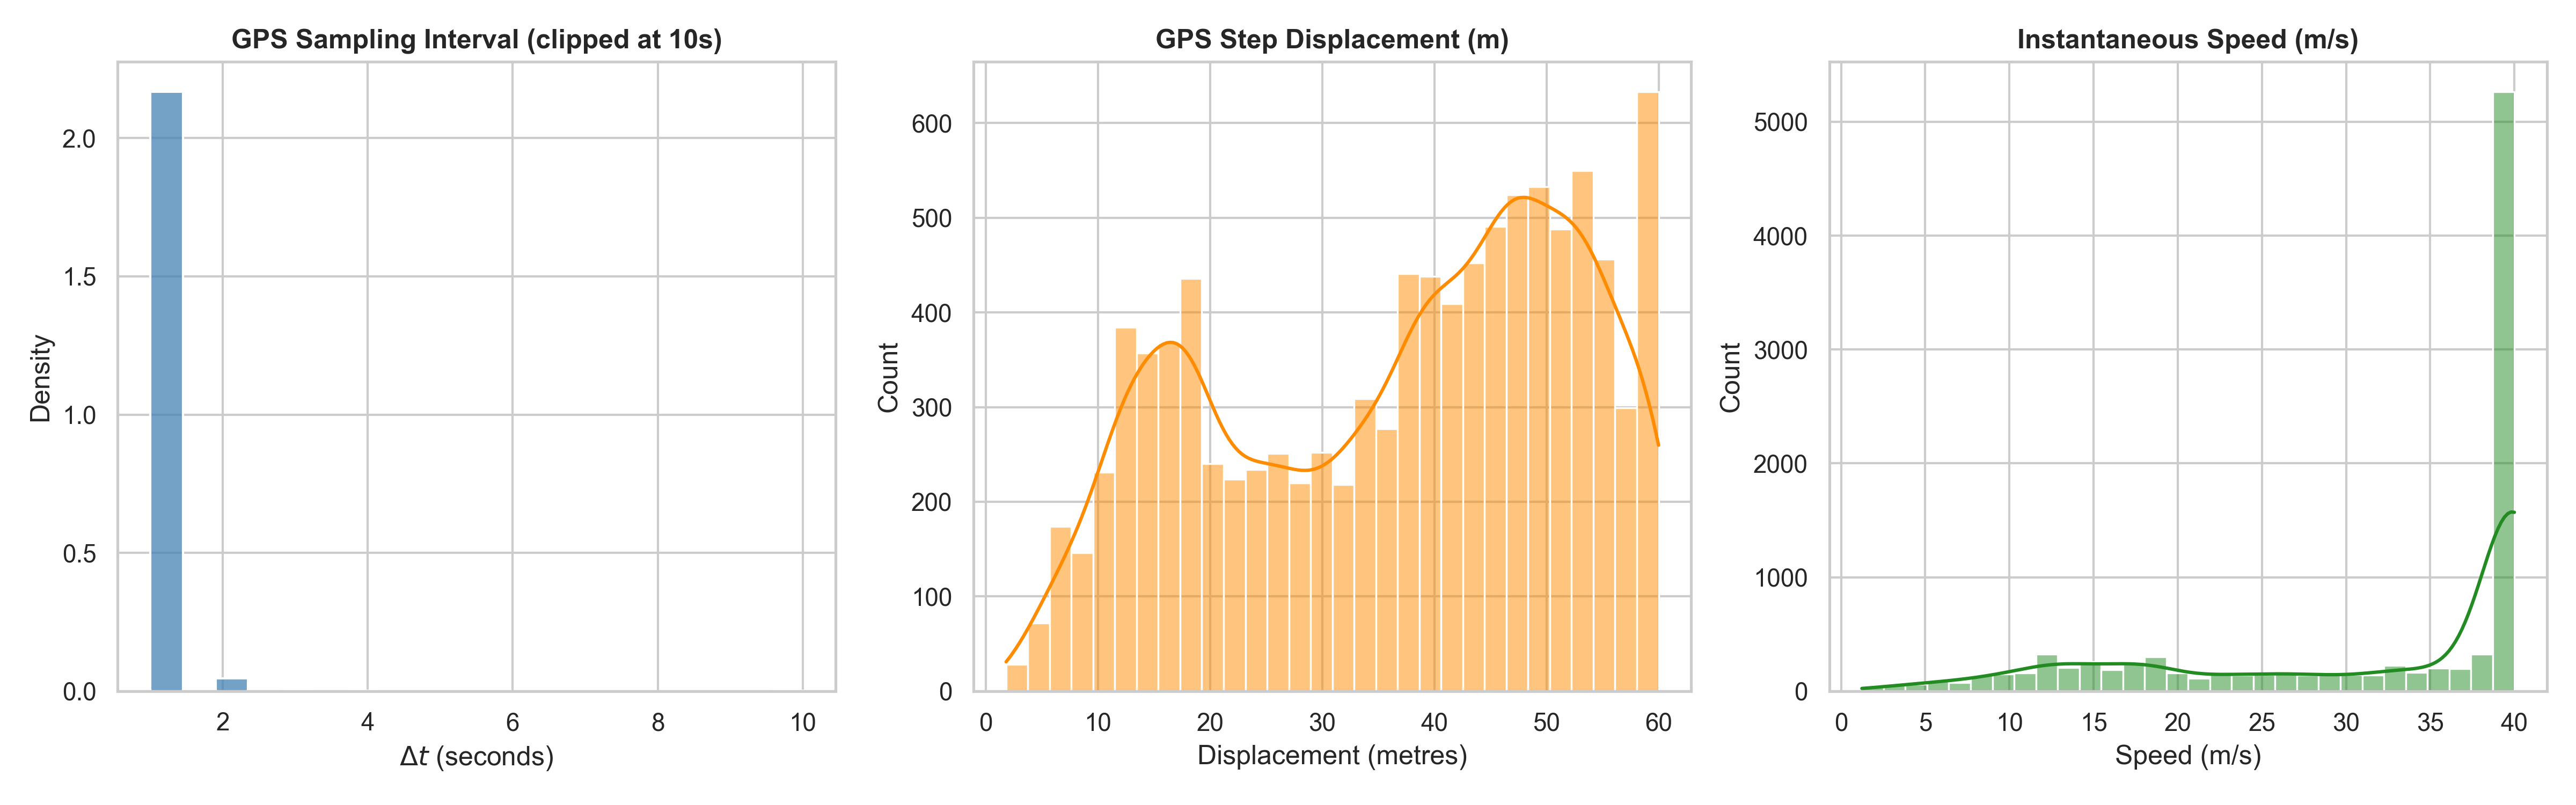 GPS Sampling Interval (clipped at 10s)
2.0
1.5
1.0
0.5
0.0
Density
2 4 6 8 10
Δt (seconds)
GPS Step Displacement (m)
600
500
400
300
200
100
0
Count
0 10 20 30 40 50 60
Displacement (metres)
Instantaneous Speed (m/s)
5000
4000
3000
2000
1000
0
Count
0 5 10 15 20 25 30 35 40
Speed (m/s)